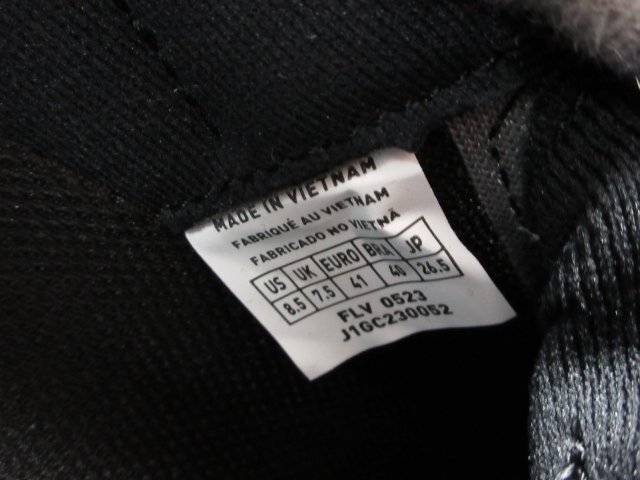 MADE IN VIETNAM
FABRIQUÉ AU VIETNAM
FABRICADO NO VIETNÃ
US UK EURO BRA JP
8.5 7.5 41 40 26.5
FLV 0523
J1GC230052